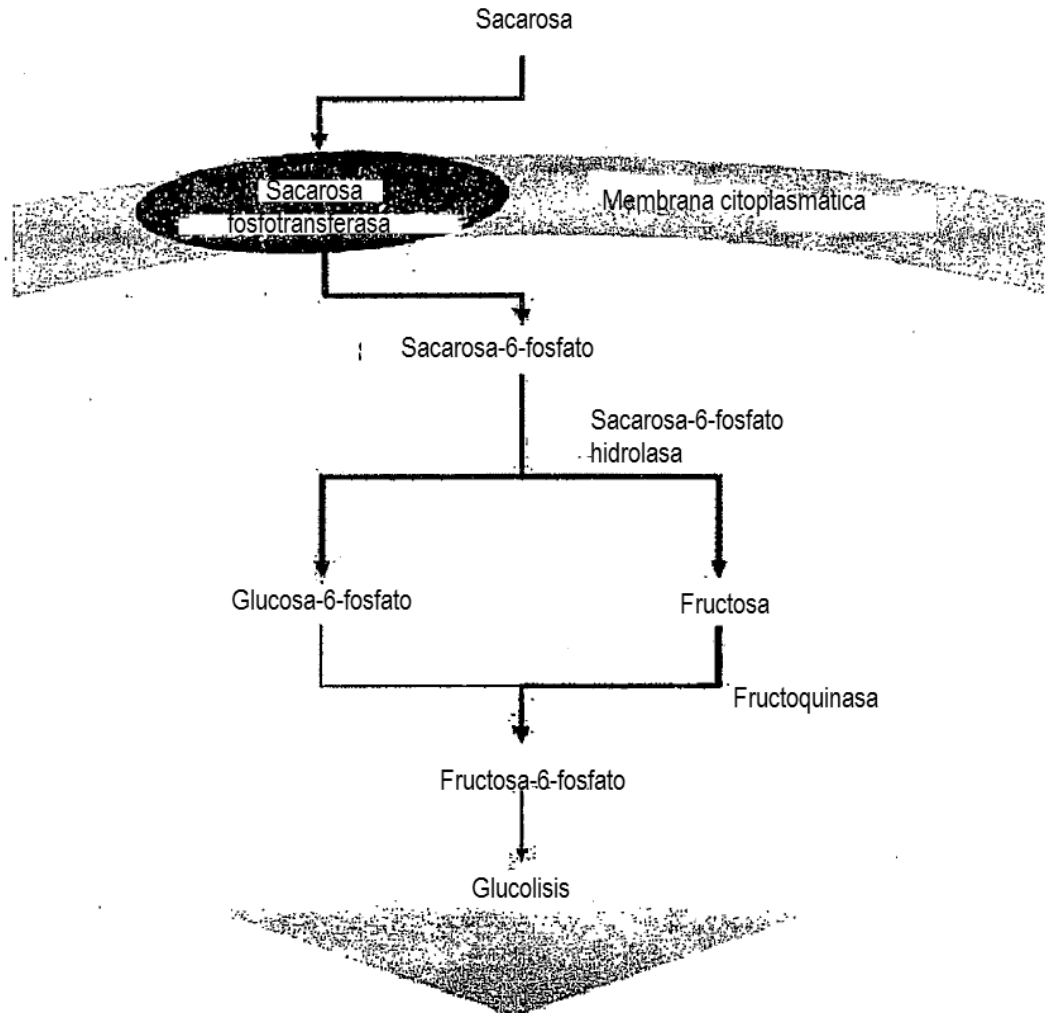 Sacarosa
Sacarosa
fosfotransferasa
Membrana citoplasmática
Sacarosa-6-fosfato
Sacarosa-6-fosfato
hidrolasa
Glucosa-6-fosfato
Fructosa
Fructoquinasa
Fructosa-6-fosfato
Glucolisis